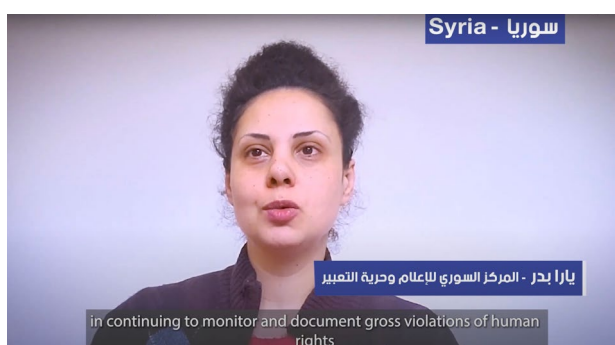 سوريا - Syria
يارا بدر - المركز السوري للإعلام وحرية التعبير
in continuing to monitor and document gross violations of human
rights